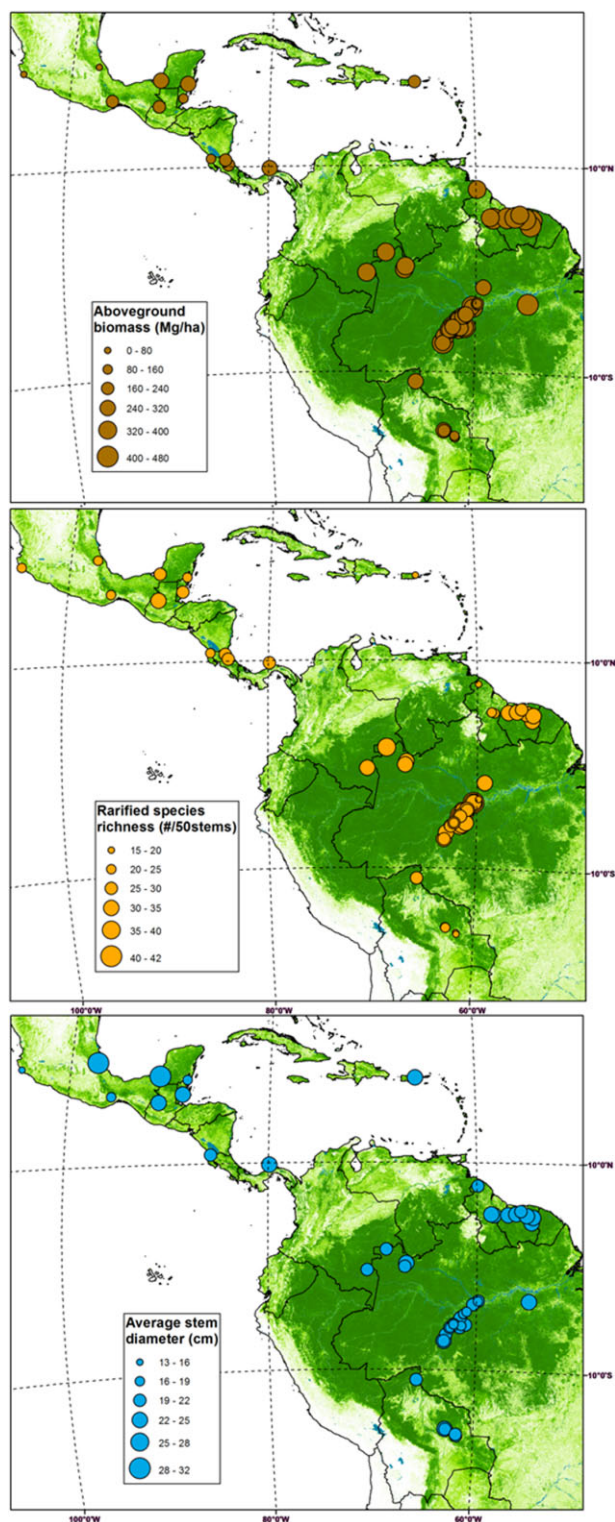 10°0'N
10°0'S
Aboveground
biomass (Mg/ha)
0 - 80
80 - 160
160 - 240
240 - 320
320 - 400
400 - 480
10°0'N
10°0'S
Rarified species
richness (#/50stems)
15 - 20
20 - 25
25 - 30
30 - 35
35 - 40
40 - 42
100°0'W 80°0'W 60°0'W
10°0'N
10°0'S
Average stem
diameter (cm)
13 - 16
16 - 19
19 - 22
22 - 25
25 - 28
28 - 32
100°0'W 80°0'W 60°0'W